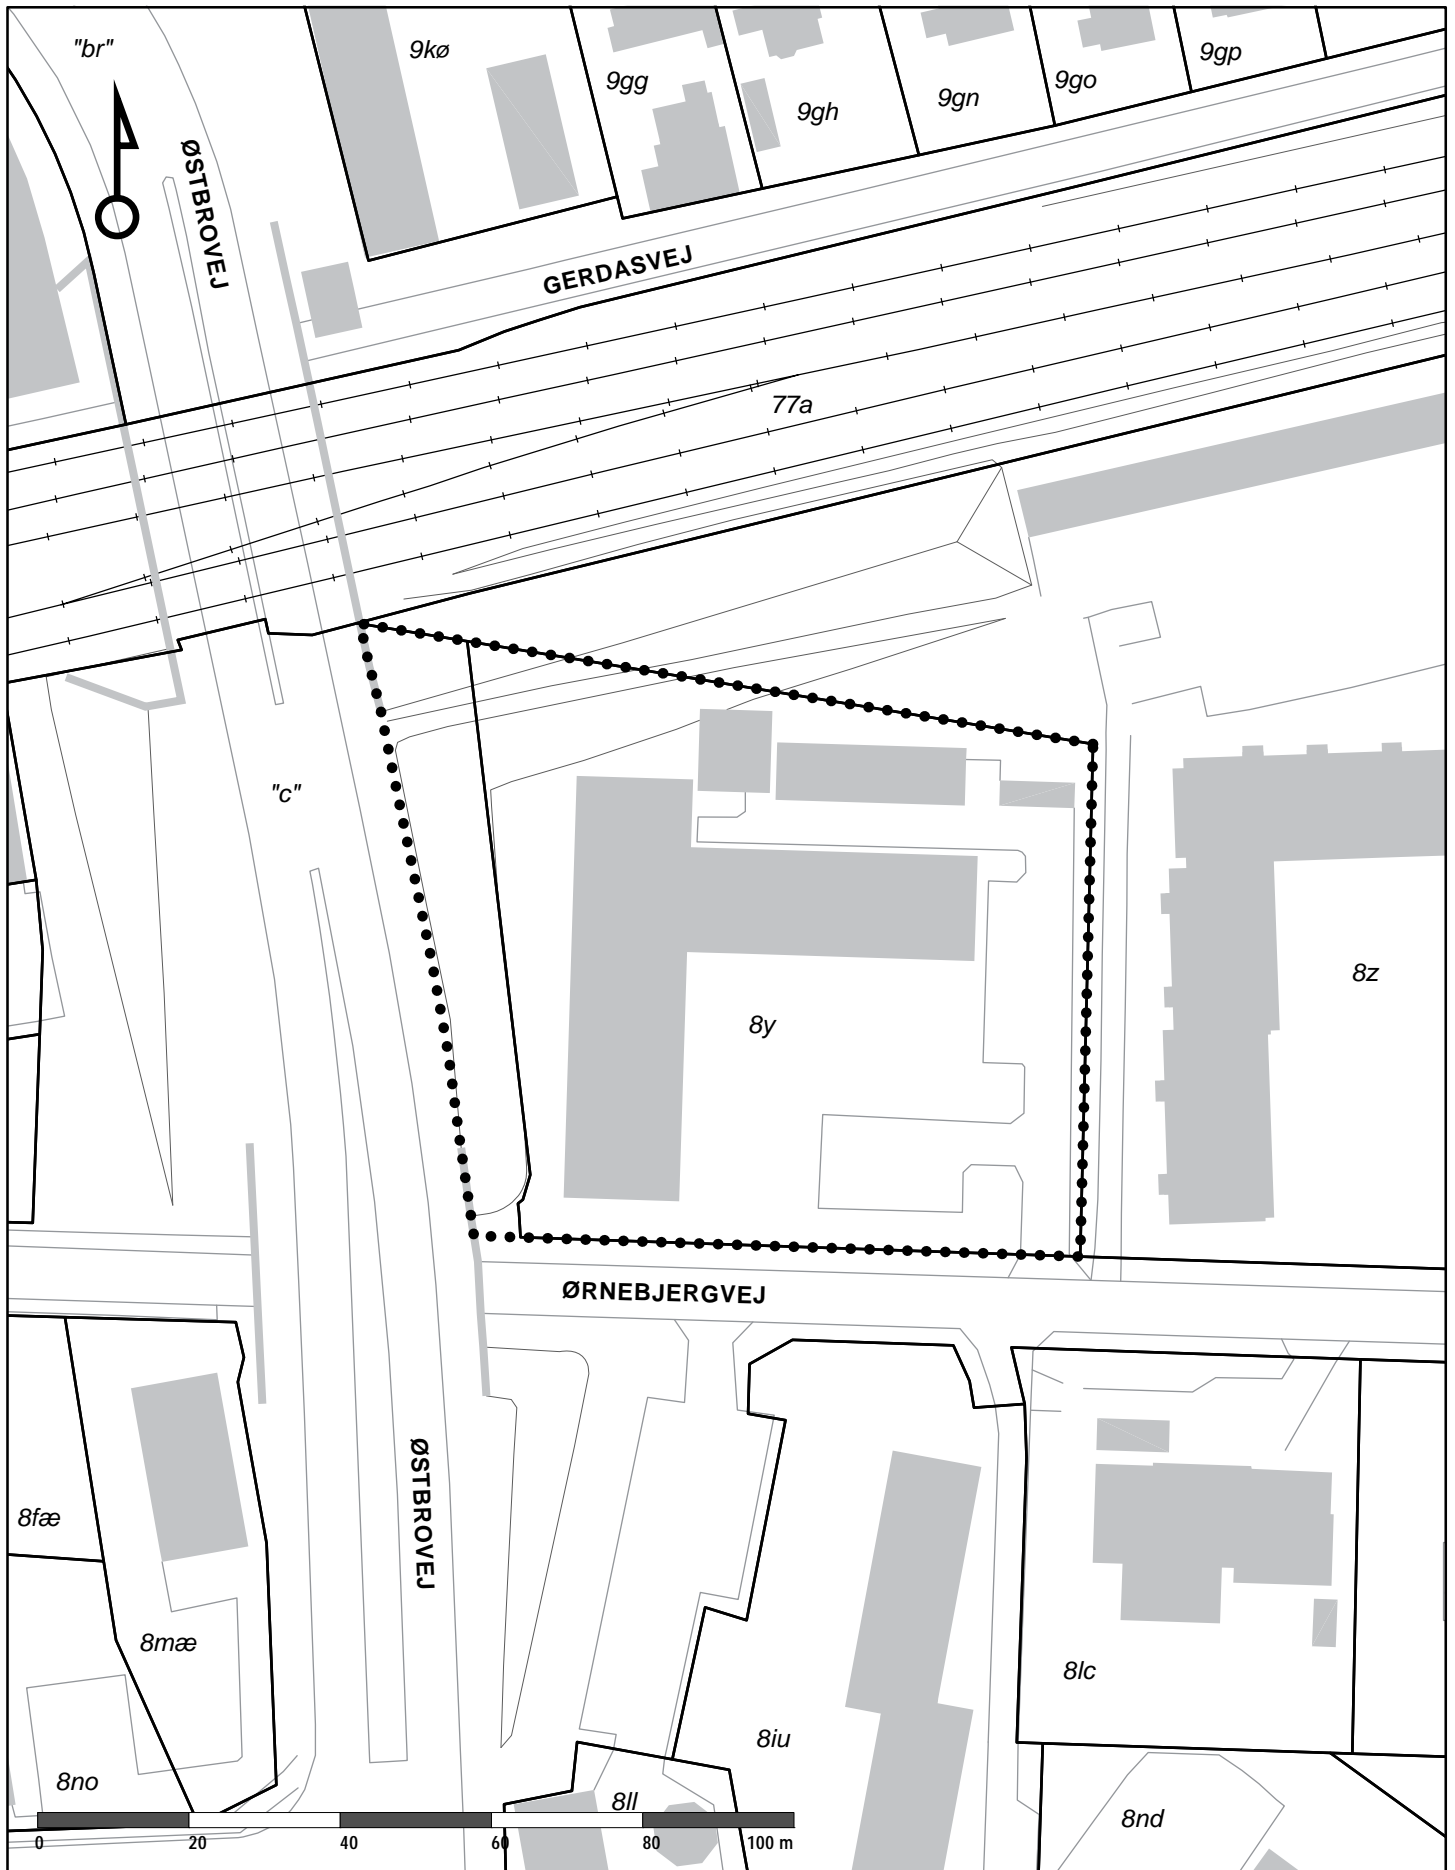 "br"
9kø
9gg
9gh
9gn
9go
9gp
ØSTBROVEJ
GERDASVEJ
77a
"c"
8y
8z
ØRNEBJERGVEJ
ØSTBROVEJ
8fæ
8mæ
8no
8lc
8iu
8ll
8nd
0 20 40 60 80 100 m